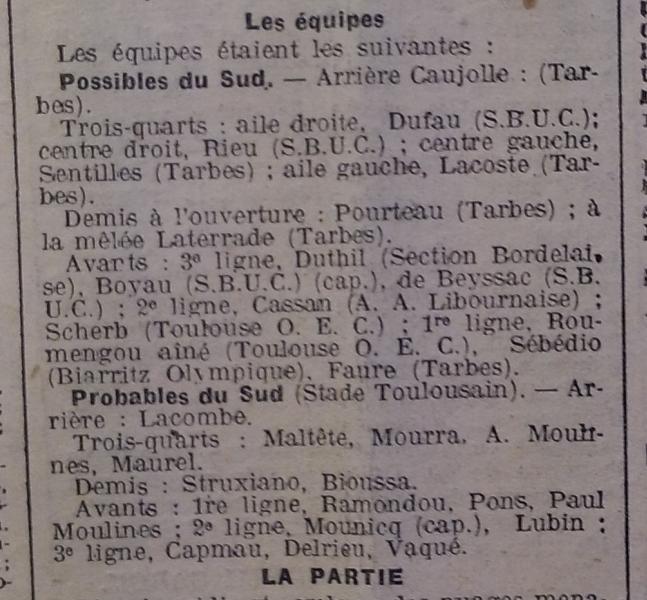 Les équipes
Les équipes étaient les suivantes :
Possibles du Sud. — Arrière Caujolle : (Tar-
bes).
Trois-quarts : aile droite, Dufau (S.B.U.C.);
centre droit, Rieu (S.B.U.C.) ; centre gauche,
Sentilles (Tarbes) ; aile gauche, Lacoste (Tar-
bes).
Demis à l'ouverture : Pourteau (Tarbes) ; à
la mêlée Laterrade (Tarbes).
Avarts : 3e ligne, Duthil (Section Bordelai-
se), Boyau (S.B.U.C.) (cap.), de Beyssac (S.B.
U.C.) ; 2e ligne, Cassan (A. A. Libournaise) ;
Scherb (Toulouse O. E. C.) ; 1re ligne, Rou-
mengou aîné (Toulouse O. E. C.), Sébédio
(Biarritz Olympique), Faure (Tarbes).
Probables du Sud (Stade Toulousain). — Ar-
rière : Lacombe.
Trois-quarts : Maltête, Mourra, A. Mouli-
nes, Maurel.
Demis : Struxiano, Bioussa.
Avants : 1re ligne, Ramondou, Pons, Paul
Moulines ; 2e ligne, Mounicq (cap.), Lubin ;
3e ligne, Capmau, Delrieu, Vaqué.
LA PARTIE